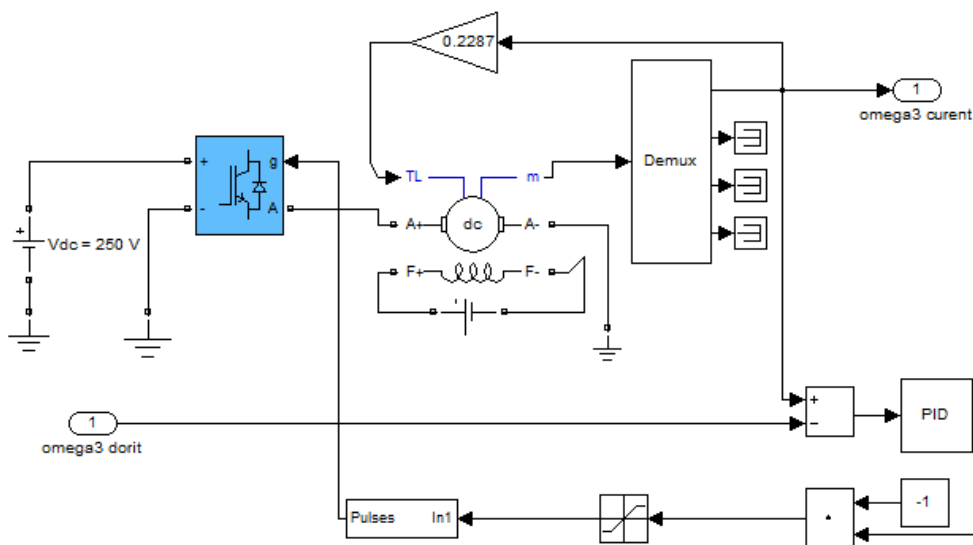 0.2287
1
omega3 curent
Demux
+
g
-
A
TL
m
A+
dc
A-
F+
F-
+
Vdc = 250 V
1
omega3 dorit
+
−
PID
Pulses
In1
-1